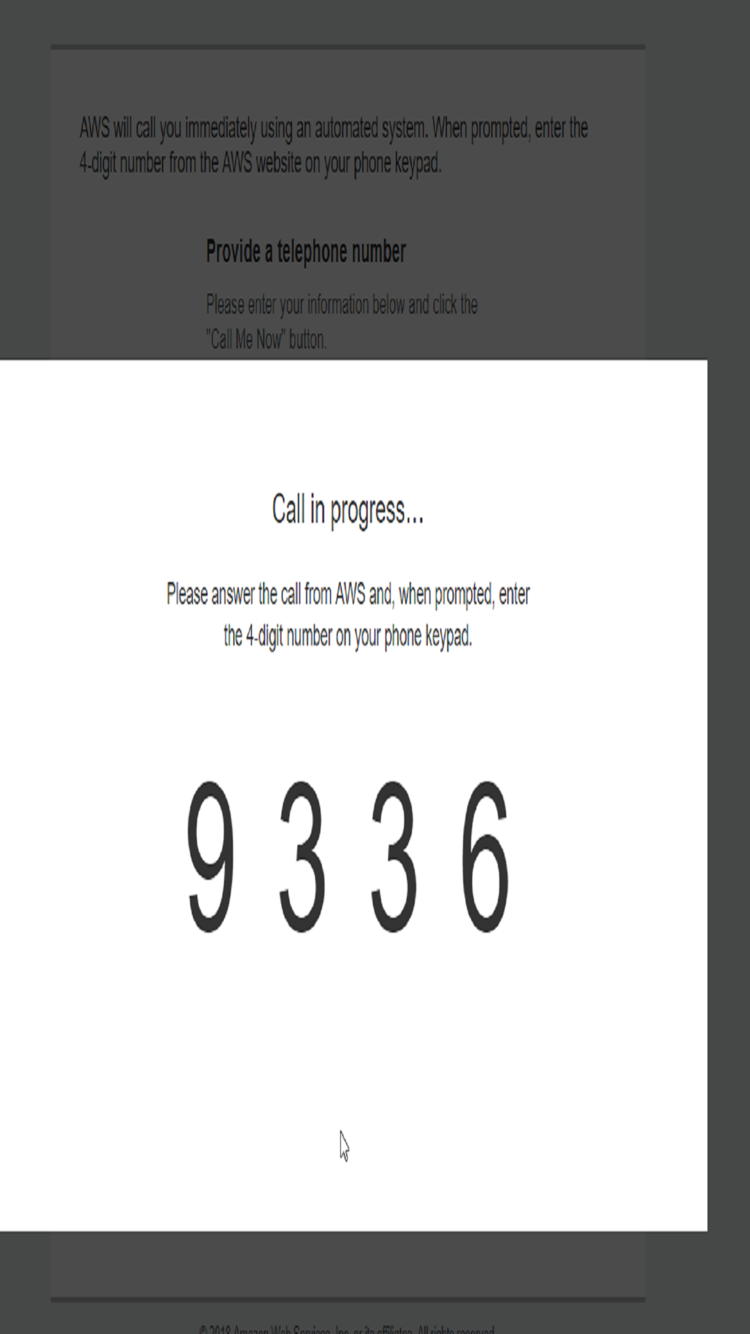 AWS will call you immediately using an automated system. When prompted, enter the
4-digit number from the AWS website on your phone keypad.
Provide a telephone number
Please enter your information below and click the
"Call Me Now" button.
Call in progress...
Please answer the call from AWS and, when prompted, enter
the 4-digit number on your phone keypad.
9 3 3 6
© 2018 Amazon Web Services, Inc. or its affiliates. All rights reserved.